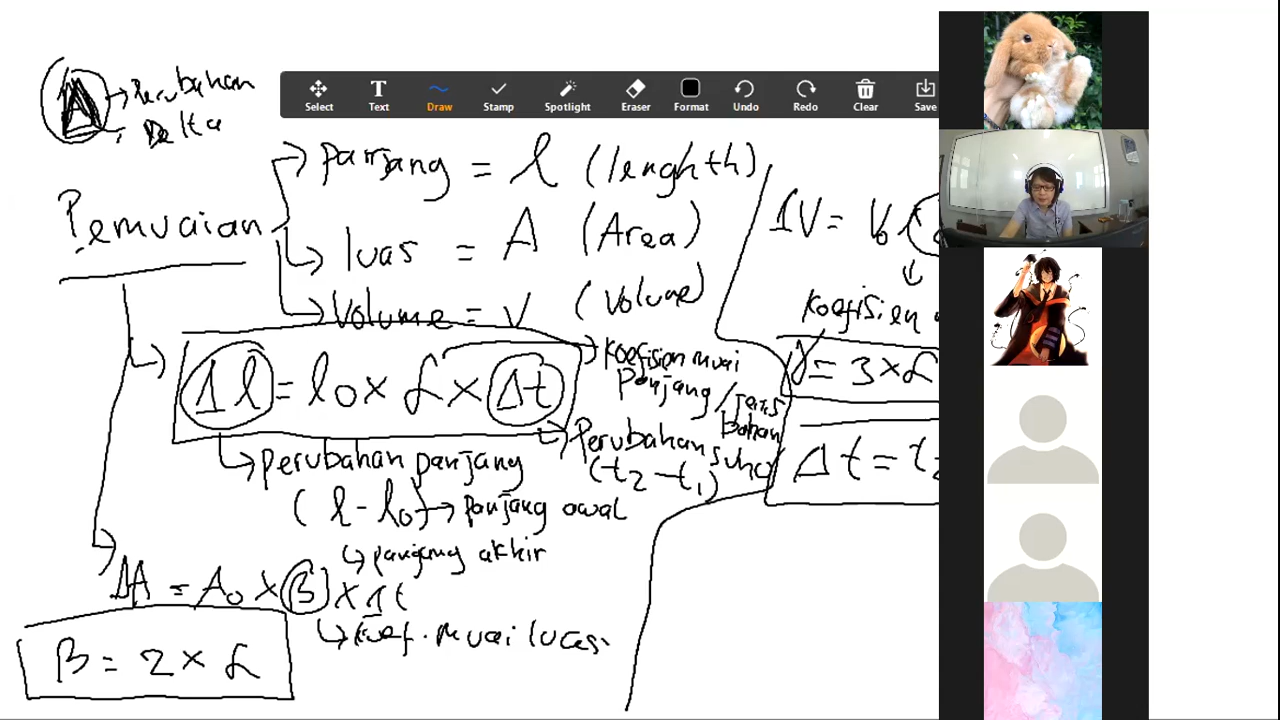 Select Text Draw Stamp Spotlight Eraser Format Undo Redo Clear Save
Δ → Perubahan
→ Delta
Pemuaian
→ panjang = l (lenghth)
→ luas = A (Area)
→ Volume = V (Volume)
Δl = l0 × α × Δt
→ koefisien muai
panjang / jenis
bahan
→ Perubahan suhu
(t2 - t1)
→ perubahan panjang
(l - l0) → panjang awal
↳ panjang akhir
ΔA = A0 × β × Δt
↳ koef. muai luas
β = 2 × α
ΔV = V0 ×
↓
koefisien
γ = 3 × α
Δt = t2